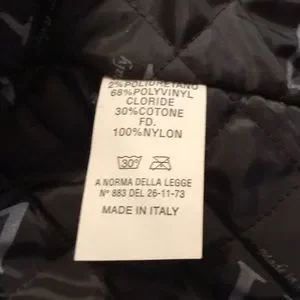 2% POLIURETANO
68%POLYVINYL
CLORIDE
30%COTONE
FD.
100%NYLON
30°
A NORMA DELLA LEGGE
N° 883 DEL 26-11-73
MADE IN ITALY